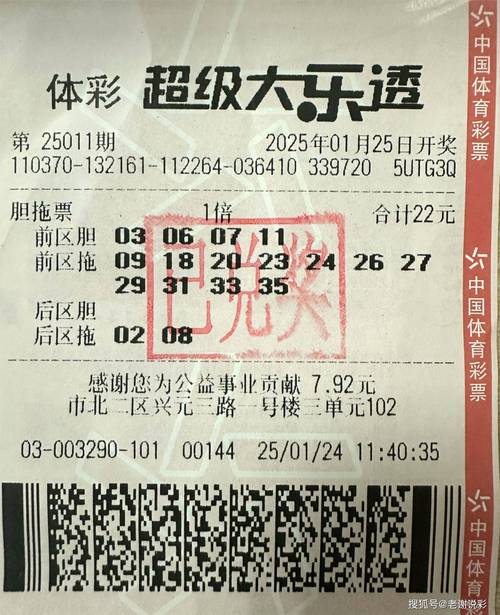 体彩 超级大乐透
第 25011期 2025年01月25日开奖
110370-132161-112264-036410 339720 5UTG3Q
胆拖票 1倍 合计22元
前区胆 03 06 07 11
前区拖 09 18 20 23 24 26 27
29 31 33 35
后区胆
后区拖 02 08
已兑奖
感谢您为公益事业贡献 7.92元
市北二区兴元三路一号楼三单元102
03-003290-101 00144 25/01/24 11:40:35
中国体育彩票
中国体育彩票
中国体育彩票
搜狐号@老谢说彩